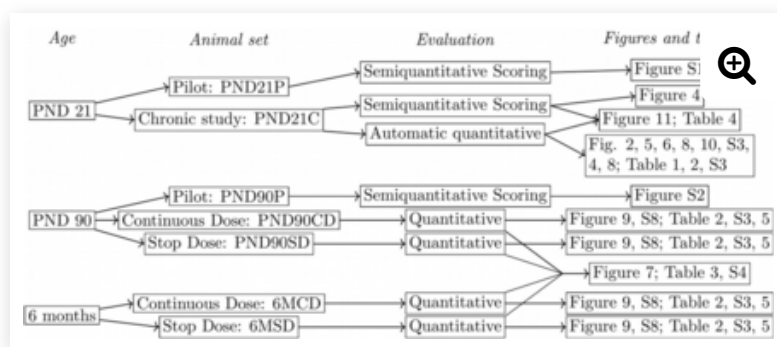 Age Animal set Evaluation Figures and t
Pilot: PND21P Semiquantitative Scoring Figure S1
PND 21 Chronic study: PND21C Semiquantitative Scoring Figure 4
Automatic quantitative Figure 11; Table 4
Fig. 2, 5, 6, 8, 10, S3,
4, 8; Table 1, 2, S3
Pilot: PND90P Semiquantitative Scoring Figure S2
PND 90 Continuous Dose: PND90CD Quantitative Figure 9, S8; Table 2, S3, 5
Stop Dose: PND90SD Quantitative Figure 9, S8; Table 2, S3, 5
Figure 7; Table 3, S4
6 months Continuous Dose: 6MCD Quantitative Figure 9, S8; Table 2, S3, 5
Stop Dose: 6MSD Quantitative Figure 9, S8; Table 2, S3, 5